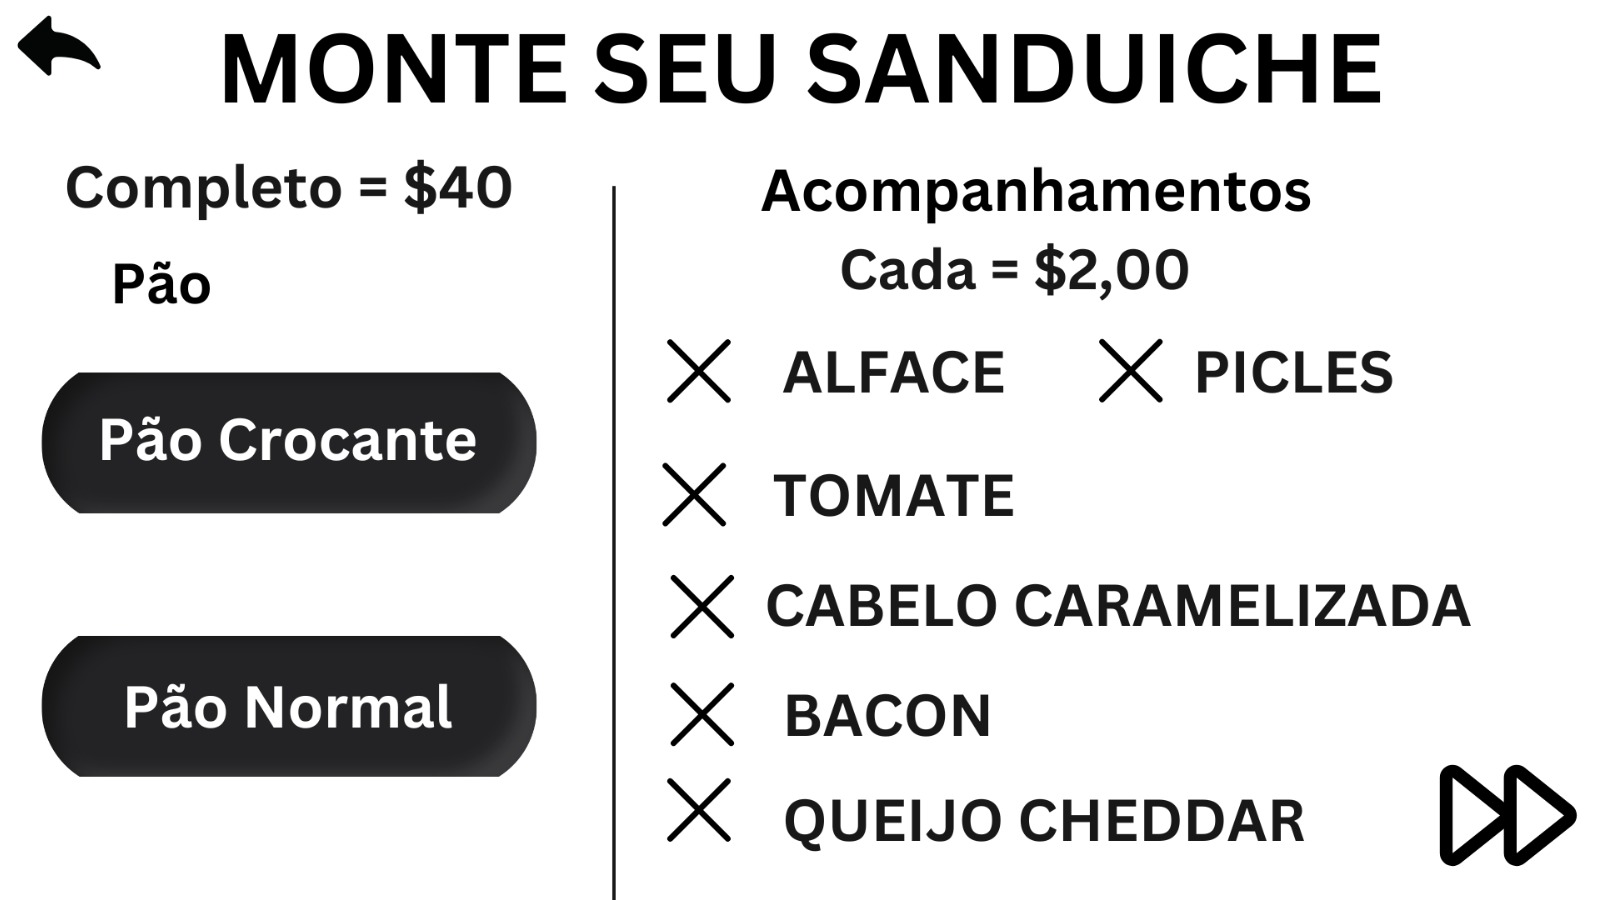 MONTE SEU SANDUICHE
Completo = $40
Pão
Pão Crocante
Pão Normal
Acompanhamentos
Cada = $2,00
ALFACE
PICLES
TOMATE
CABELO CARAMELIZADA
BACON
QUEIJO CHEDDAR